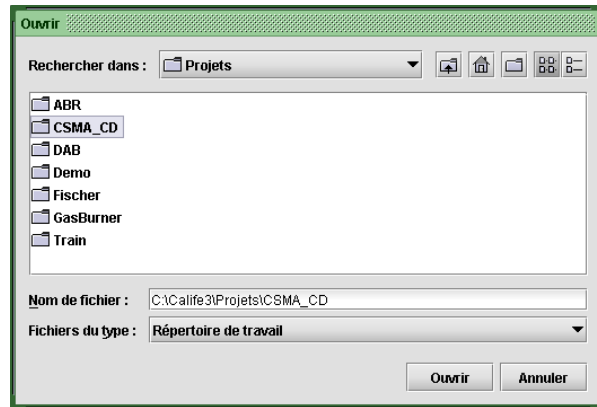 Ouvrir
Rechercher dans : Projets
ABR
CSMA_CD
DAB
Demo
Fischer
GasBurner
Train
Nom de fichier : C:\Calife3\Projets\CSMA_CD
Fichiers du type : Répertoire de travail
Ouvrir Annuler